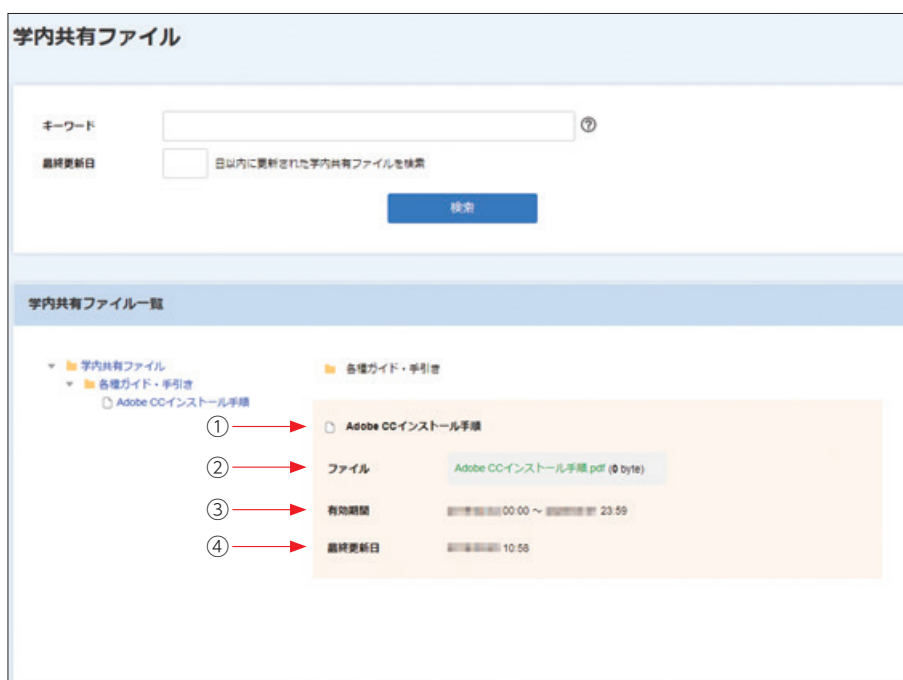 学内共有ファイル
キーワード
最終更新日 日以内に更新された学内共有ファイルを検索
検索
学内共有ファイル一覧
学内共有ファイル
各種ガイド・手引き
Adobe CCインストール手順
各種ガイド・手引き
① Adobe CCインストール手順
② ファイル Adobe CCインストール手順.pdf (0 byte)
③ 有効期間 00:00 ～ 23:59
④ 最終更新日 10:58